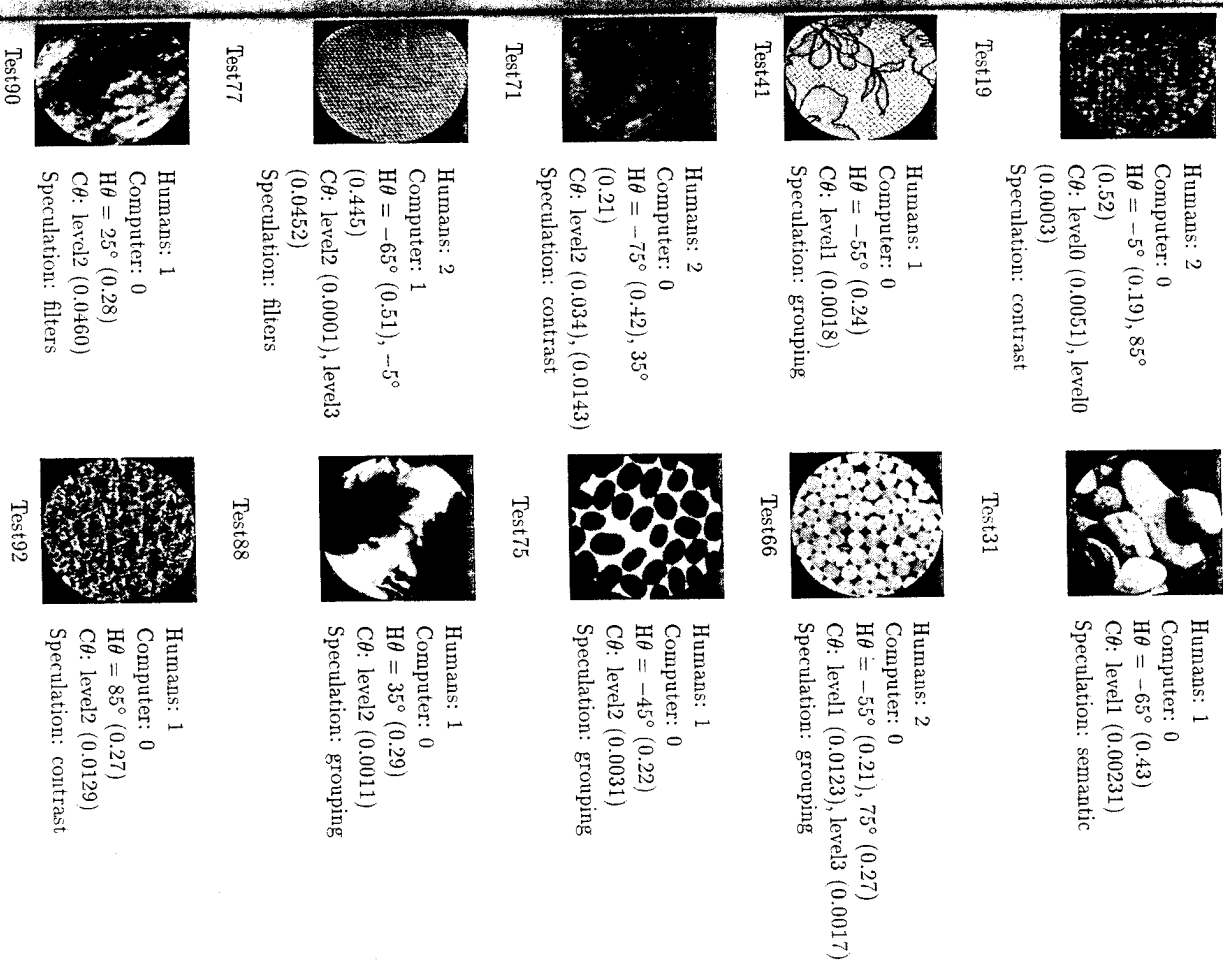 Humans: 2
Computer: 0
Hθ = −5° (0.19), 85°
(0.52)
Cθ: level0 (0.0051), level0
(0.0003)
Speculation: contrast
Test19
Humans: 1
Computer: 0
Hθ = −65° (0.43)
Cθ: level1 (0.00231)
Speculation: semantic
Test31
Humans: 1
Computer: 0
Hθ = −55° (0.24)
Cθ: level1 (0.0018)
Speculation: grouping
Test41
Humans: 2
Computer: 0
Hθ = −55° (0.21), 75° (0.27)
Cθ: level1 (0.0123), level3 (0.0017)
Speculation: grouping
Test66
Humans: 2
Computer: 0
Hθ = −75° (0.42), 35°
(0.21)
Cθ: level2 (0.034), (0.0143)
Speculation: contrast
Test71
Humans: 1
Computer: 0
Hθ = −45° (0.22)
Cθ: level2 (0.0031)
Speculation: grouping
Test75
Humans: 2
Computer: 1
Hθ = −65° (0.51), −5°
(0.445)
Cθ: level2 (0.0001), level3
(0.0452)
Speculation: filters
Test77
Humans: 1
Computer: 0
Hθ = 35° (0.29)
Cθ: level2 (0.0011)
Speculation: grouping
Test88
Humans: 1
Computer: 0
Hθ = 25° (0.28)
Cθ: level2 (0.0460)
Speculation: filters
Test90
Humans: 1
Computer: 0
Hθ = 85° (0.27)
Cθ: level2 (0.0129)
Speculation: contrast
Test92